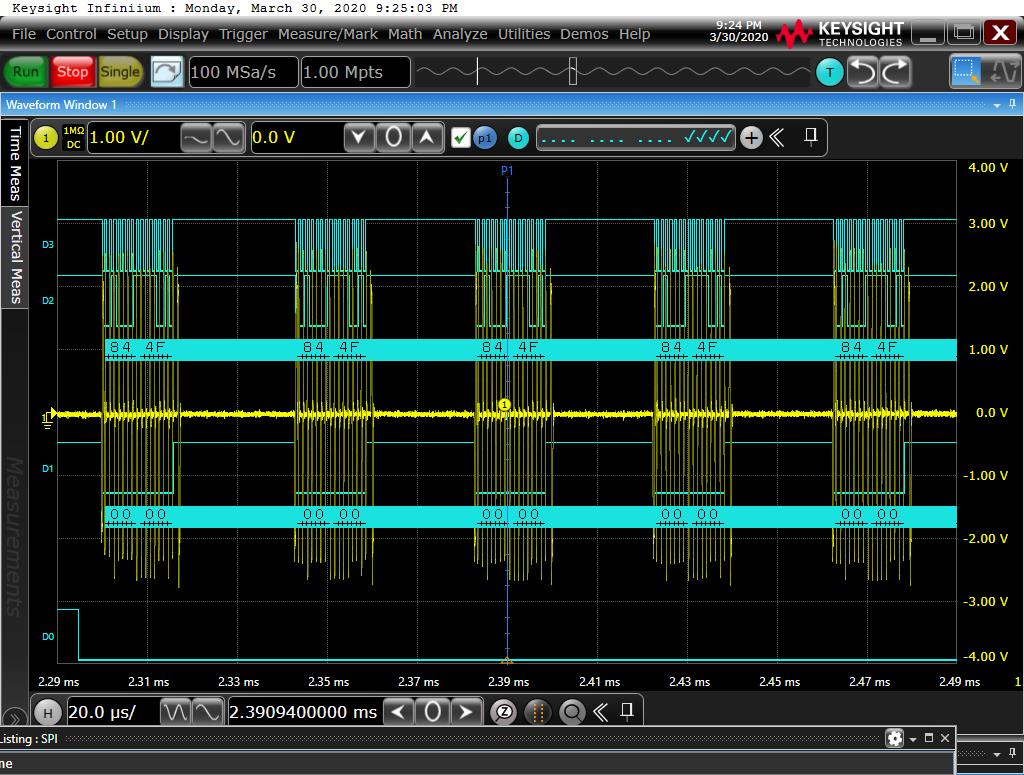 Keysight Infiniium : Monday, March 30, 2020 9:25:03 PM
File Control Setup Display Trigger Measure/Mark Math Analyze Utilities Demos Help
9:24 PM
3/30/2020
KEYSIGHT
TECHNOLOGIES
Run Stop Single 100 MSa/s 1.00 Mpts T
Waveform Window 1
Time Meas
Vertical Meas
Measurements
1 1MΩ DC 1.00 V/ 0.0 V 0 p1 D
P1
4.00 V
3.00 V
D3
2.00 V
D2
84 4F 84 4F 84 4F 84 4F 84 4F
1.00 V
1
0.0 V
D1
-1.00 V
00 00 00 00 00 00 00 00 00 00
-2.00 V
-3.00 V
D0
-4.00 V
2.29 ms 2.31 ms 2.33 ms 2.35 ms 2.37 ms 2.39 ms 2.41 ms 2.43 ms 2.45 ms 2.47 ms 2.49 ms 1
H 20.0 µs/ 2.3909400000 ms 0 Z
isting : SPI
ne